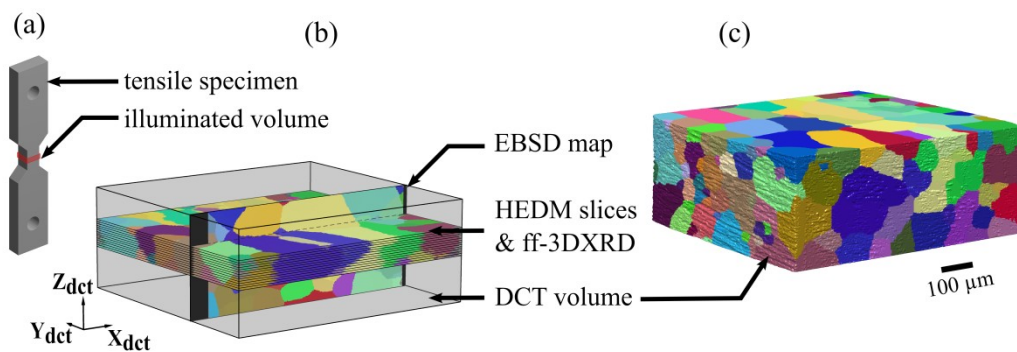 (a)
(b)
(c)
tensile specimen
illuminated volume
EBSD map
HEDM slices
& ff-3DXRD
DCT volume
Zdct
Ydct
Xdct
100 µm